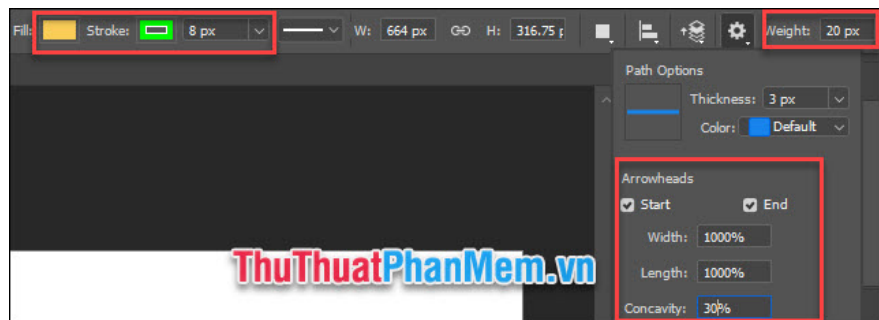 Fill: Stroke: 8 px W: 664 px H: 316.75 p Weight: 20 px
Path Options
Thickness: 3 px
Color: Default
Arrowheads
Start End
Width: 1000%
Length: 1000%
Concavity: 30%
ThuThuatPhanMem.vn